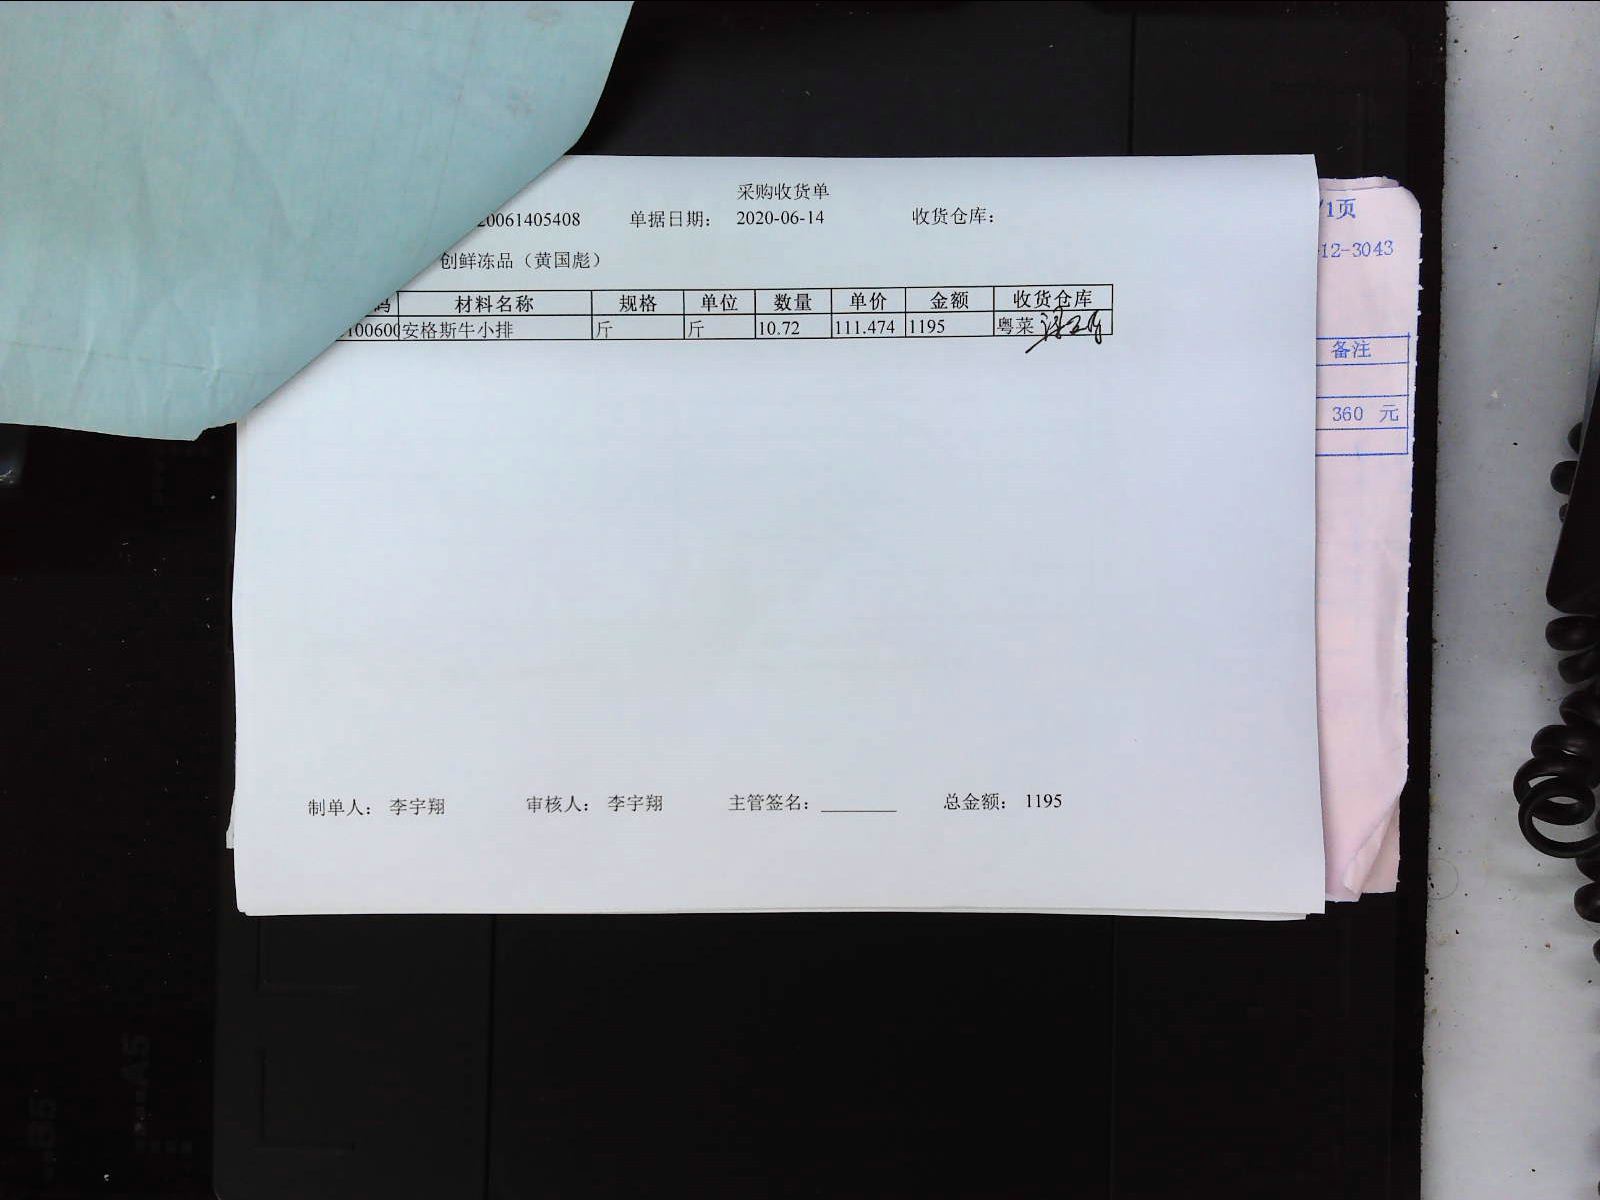 采购收货单
20061405408 单据日期： 2020-06-14 收货仓库：
创鲜冻品（黄国彪）
码 材料名称 规格 单位 数量 单价 金额 收货仓库
100600 安格斯牛小排 斤 斤 10.72 111.474 1195 粤菜
制单人： 李宇翔 审核人： 李宇翔 主管签名：________ 总金额： 1195
/1页
12-3043
备注
360 元
A5
B5